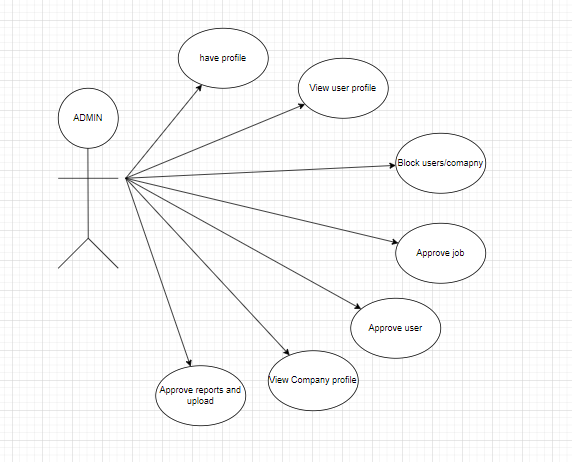 have profile
View user profile
ADMIN
Block users/comapny
Approve job
Approve user
View Company profile
Approve reports and
upload